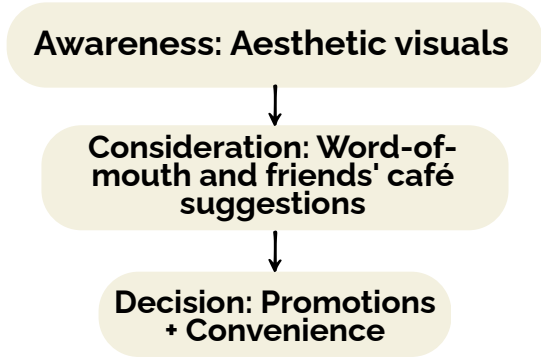 Awareness: Aesthetic visuals
Consideration: Word-of-
mouth and friends' café
suggestions
Decision: Promotions
+ Convenience